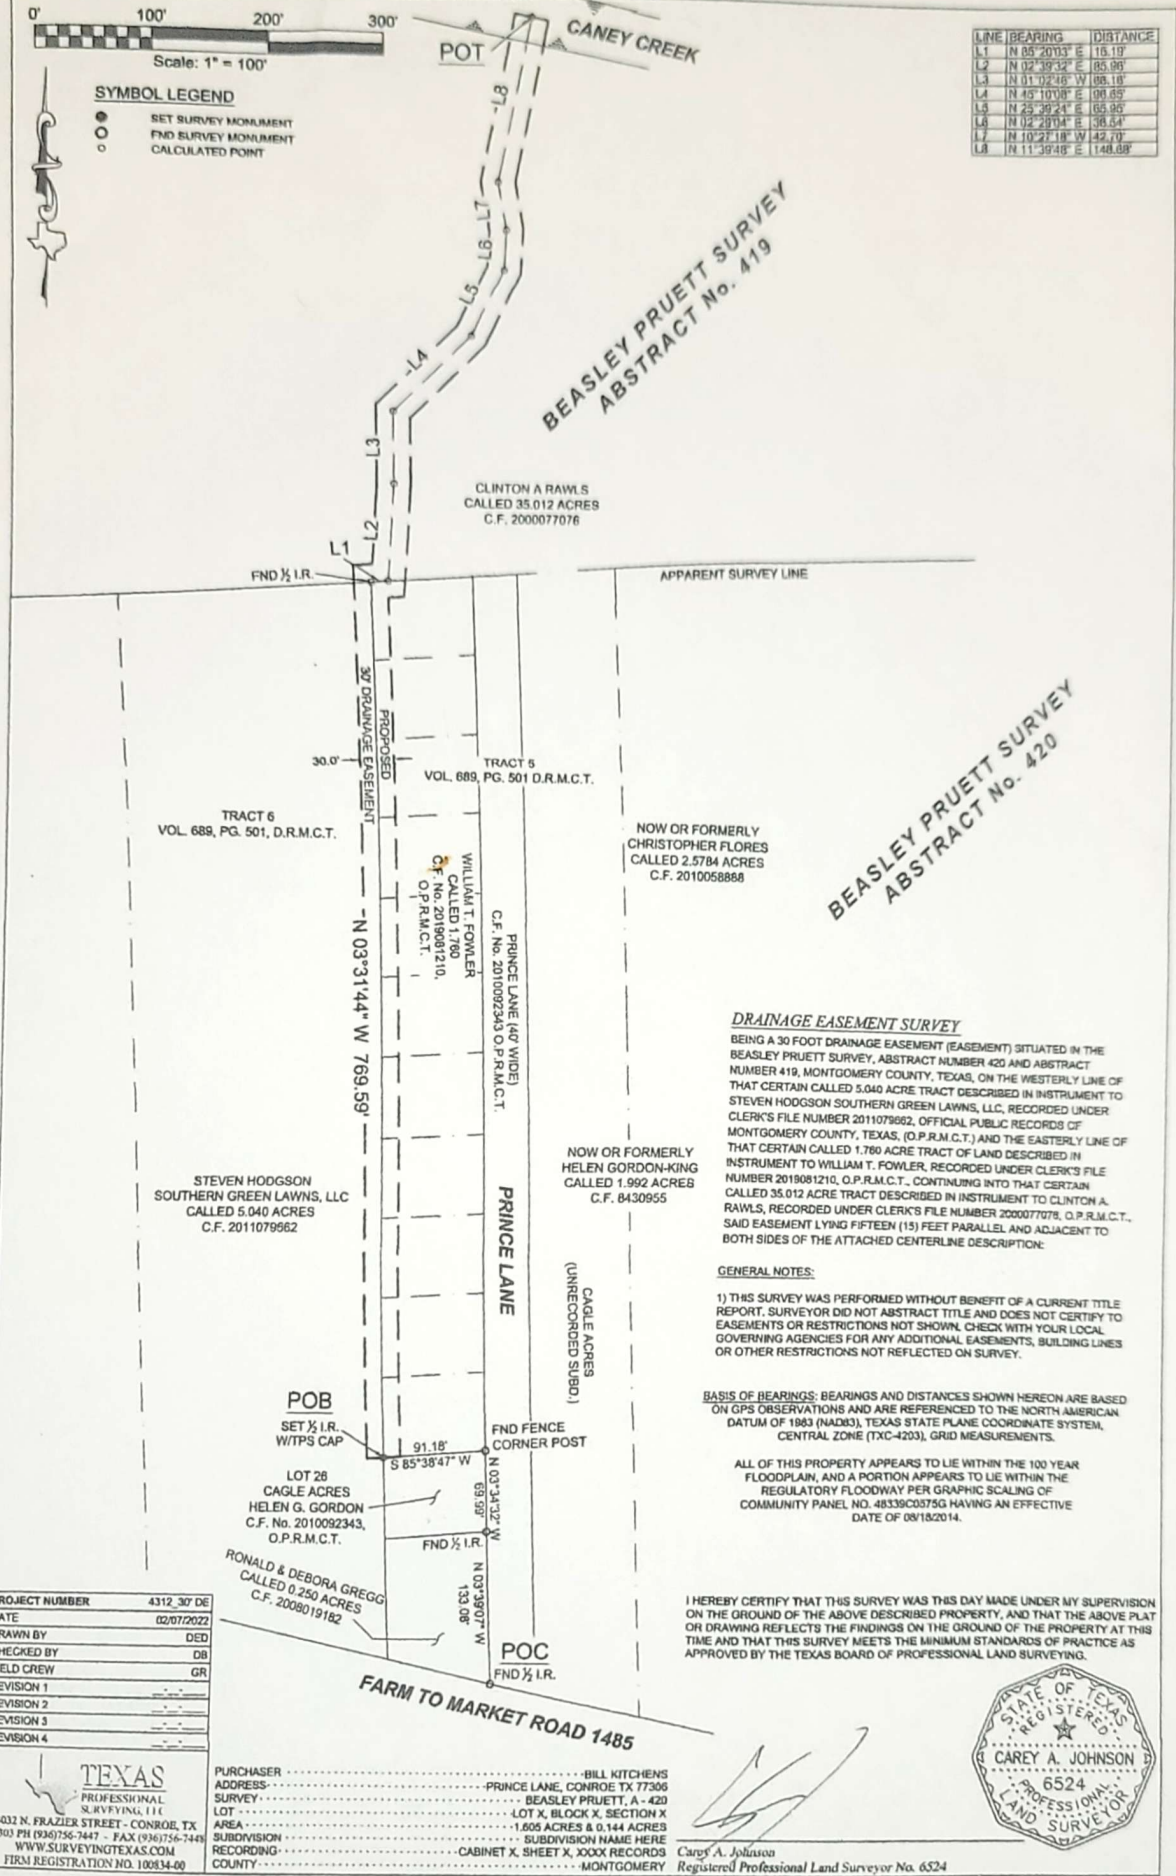 0' 100' 200' 300'
Scale: 1" = 100'
SYMBOL LEGEND
SET SURVEY MONUMENT
FND SURVEY MONUMENT
CALCULATED POINT
POT
CANEY CREEK
LINE BEARING DISTANCE
L1 N 85°20'03" E 16.19'
L2 N 02°39'32" E 85.96'
L3 N 01°02'46" W 88.18'
L4 N 45°10'08" E 96.65'
L5 N 25°39'24" E 65.95'
L6 N 02°29'04" E 36.54'
L7 N 10°27'18" W 42.70'
L8 N 11°39'48" E 148.68'
L8
L7
L6
L5
L4
L3
L2
L1
BEASLEY PRUETT SURVEY
ABSTRACT No. 419
CLINTON A RAWLS
CALLED 35.012 ACRES
C.F. 2000077076
FND ½ I.R.
APPARENT SURVEY LINE
PROPOSED
30' DRAINAGE EASEMENT
30.0'
TRACT 5
VOL. 689, PG. 501 D.R.M.C.T.
TRACT 6
VOL. 689, PG. 501, D.R.M.C.T.
NOW OR FORMERLY
CHRISTOPHER FLORES
CALLED 2.5784 ACRES
C.F. 2010058888
BEASLEY PRUETT SURVEY
ABSTRACT No. 420
WILLIAM T. FOWLER
CALLED 1.760
C.F. No. 2019081210,
O.P.R.M.C.T.
PRINCE LANE (40' WIDE)
C.F. No. 2010092343 O.P.R.M.C.T.
N 03°31'44" W 769.59'
DRAINAGE EASEMENT SURVEY
BEING A 30 FOOT DRAINAGE EASEMENT (EASEMENT) SITUATED IN THE
BEASLEY PRUETT SURVEY, ABSTRACT NUMBER 420 AND ABSTRACT
NUMBER 419, MONTGOMERY COUNTY, TEXAS, ON THE WESTERLY LINE OF
THAT CERTAIN CALLED 5.040 ACRE TRACT DESCRIBED IN INSTRUMENT TO
STEVEN HODGSON SOUTHERN GREEN LAWNS, LLC, RECORDED UNDER
CLERK'S FILE NUMBER 2011079662, OFFICIAL PUBLIC RECORDS OF
MONTGOMERY COUNTY, TEXAS, (O.P.R.M.C.T.) AND THE EASTERLY LINE OF
THAT CERTAIN CALLED 1.760 ACRE TRACT OF LAND DESCRIBED IN
INSTRUMENT TO WILLIAM T. FOWLER, RECORDED UNDER CLERK'S FILE
NUMBER 2019081210, O.P.R.M.C.T., CONTINUING INTO THAT CERTAIN
CALLED 35.012 ACRE TRACT DESCRIBED IN INSTRUMENT TO CLINTON A.
RAWLS, RECORDED UNDER CLERK'S FILE NUMBER 2000077076, O.P.R.M.C.T.,
SAID EASEMENT LYING FIFTEEN (15) FEET PARALLEL AND ADJACENT TO
BOTH SIDES OF THE ATTACHED CENTERLINE DESCRIPTION:
NOW OR FORMERLY
HELEN GORDON-KING
CALLED 1.992 ACRES
C.F. 8430955
STEVEN HODGSON
SOUTHERN GREEN LAWNS, LLC
CALLED 5.040 ACRES
C.F. 2011079662
PRINCE LANE
CAGLE ACRES
(UNRECORDED SUBD.)
GENERAL NOTES:
1) THIS SURVEY WAS PERFORMED WITHOUT BENEFIT OF A CURRENT TITLE
REPORT. SURVEYOR DID NOT ABSTRACT TITLE AND DOES NOT CERTIFY TO
EASEMENTS OR RESTRICTIONS NOT SHOWN. CHECK WITH YOUR LOCAL
GOVERNING AGENCIES FOR ANY ADDITIONAL EASEMENTS, BUILDING LINES
OR OTHER RESTRICTIONS NOT REFLECTED ON SURVEY.
BASIS OF BEARINGS: BEARINGS AND DISTANCES SHOWN HEREON ARE BASED
ON GPS OBSERVATIONS AND ARE REFERENCED TO THE NORTH AMERICAN
DATUM OF 1983 (NAD83), TEXAS STATE PLANE COORDINATE SYSTEM,
CENTRAL ZONE (TXC-4203), GRID MEASUREMENTS.
ALL OF THIS PROPERTY APPEARS TO LIE WITHIN THE 100 YEAR
FLOODPLAIN, AND A PORTION APPEARS TO LIE WITHIN THE
REGULATORY FLOODWAY PER GRAPHIC SCALING OF
COMMUNITY PANEL NO. 48339C0575G HAVING AN EFFECTIVE
DATE OF 08/18/2014.
POB
SET ½ I.R.
W/TPS CAP
91.18'
S 85°38'47" W
FND FENCE
CORNER POST
LOT 26
CAGLE ACRES
HELEN G. GORDON
C.F. No. 2010092343,
O.P.R.M.C.T.
N 03°34'32" W
69.99'
FND ½ I.R.
RONALD & DEBORA GREGG
CALLED 0.250 ACRES
C.F. 2008019182
N 03°39'07" W
133.08'
POC
FND ½ I.R.
FARM TO MARKET ROAD 1485
I HEREBY CERTIFY THAT THIS SURVEY WAS THIS DAY MADE UNDER MY SUPERVISION
ON THE GROUND OF THE ABOVE DESCRIBED PROPERTY, AND THAT THE ABOVE PLAT
OR DRAWING REFLECTS THE FINDINGS ON THE GROUND OF THE PROPERTY AT THIS
TIME AND THAT THIS SURVEY MEETS THE MINIMUM STANDARDS OF PRACTICE AS
APPROVED BY THE TEXAS BOARD OF PROFESSIONAL LAND SURVEYING.
ROJECT NUMBER 4312_30' DE
ATE 02/07/2022
RAWN BY DED
HECKED BY DB
ELD CREW GR
EVISION 1
EVISION 2
EVISION 3
EVISION 4
TEXAS
PROFESSIONAL
SURVEYING, LLC
032 N. FRAZIER STREET - CONROE, TX
303 PH (936)756-7447 - FAX (936)756-7448
WWW.SURVEYINGTEXAS.COM
FIRM REGISTRATION NO. 100834-00
PURCHASER BILL KITCHENS
ADDRESS PRINCE LANE, CONROE TX 77306
SURVEY BEASLEY PRUETT, A - 420
LOT LOT X, BLOCK X, SECTION X
AREA 1.605 ACRES & 0.144 ACRES
SUBDIVISION SUBDIVISION NAME HERE
RECORDING CABINET X, SHEET X, XXXX RECORDS
COUNTY MONTGOMERY
Carey A. Johnson
Registered Professional Land Surveyor No. 6524
STATE OF TEXAS
REGISTERED
CAREY A. JOHNSON
6524
PROFESSIONAL
LAND SURVEYOR